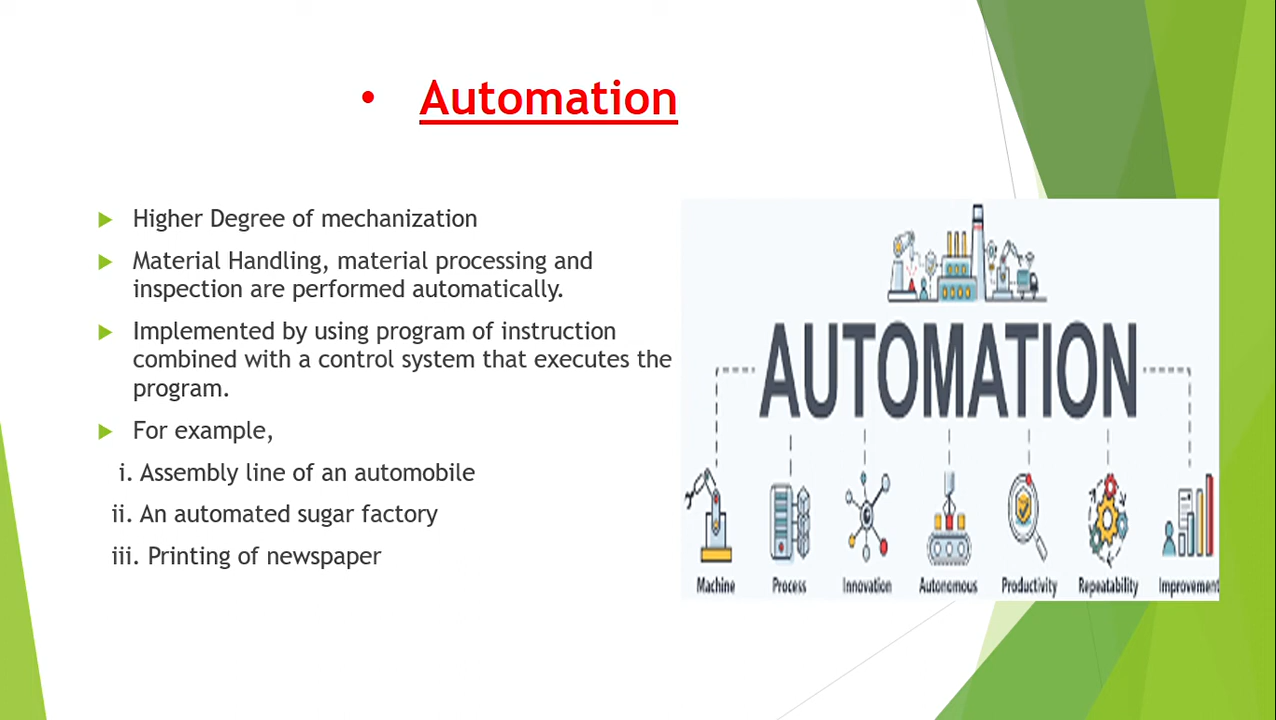 • Automation
Higher Degree of mechanization
Material Handling, material processing and
inspection are performed automatically.
Implemented by using program of instruction
combined with a control system that executes the
program.
For example,
i. Assembly line of an automobile
ii. An automated sugar factory
iii. Printing of newspaper
AUTOMATION
Machine Process Innovation Autonomous Productivity Repeatability Improvement